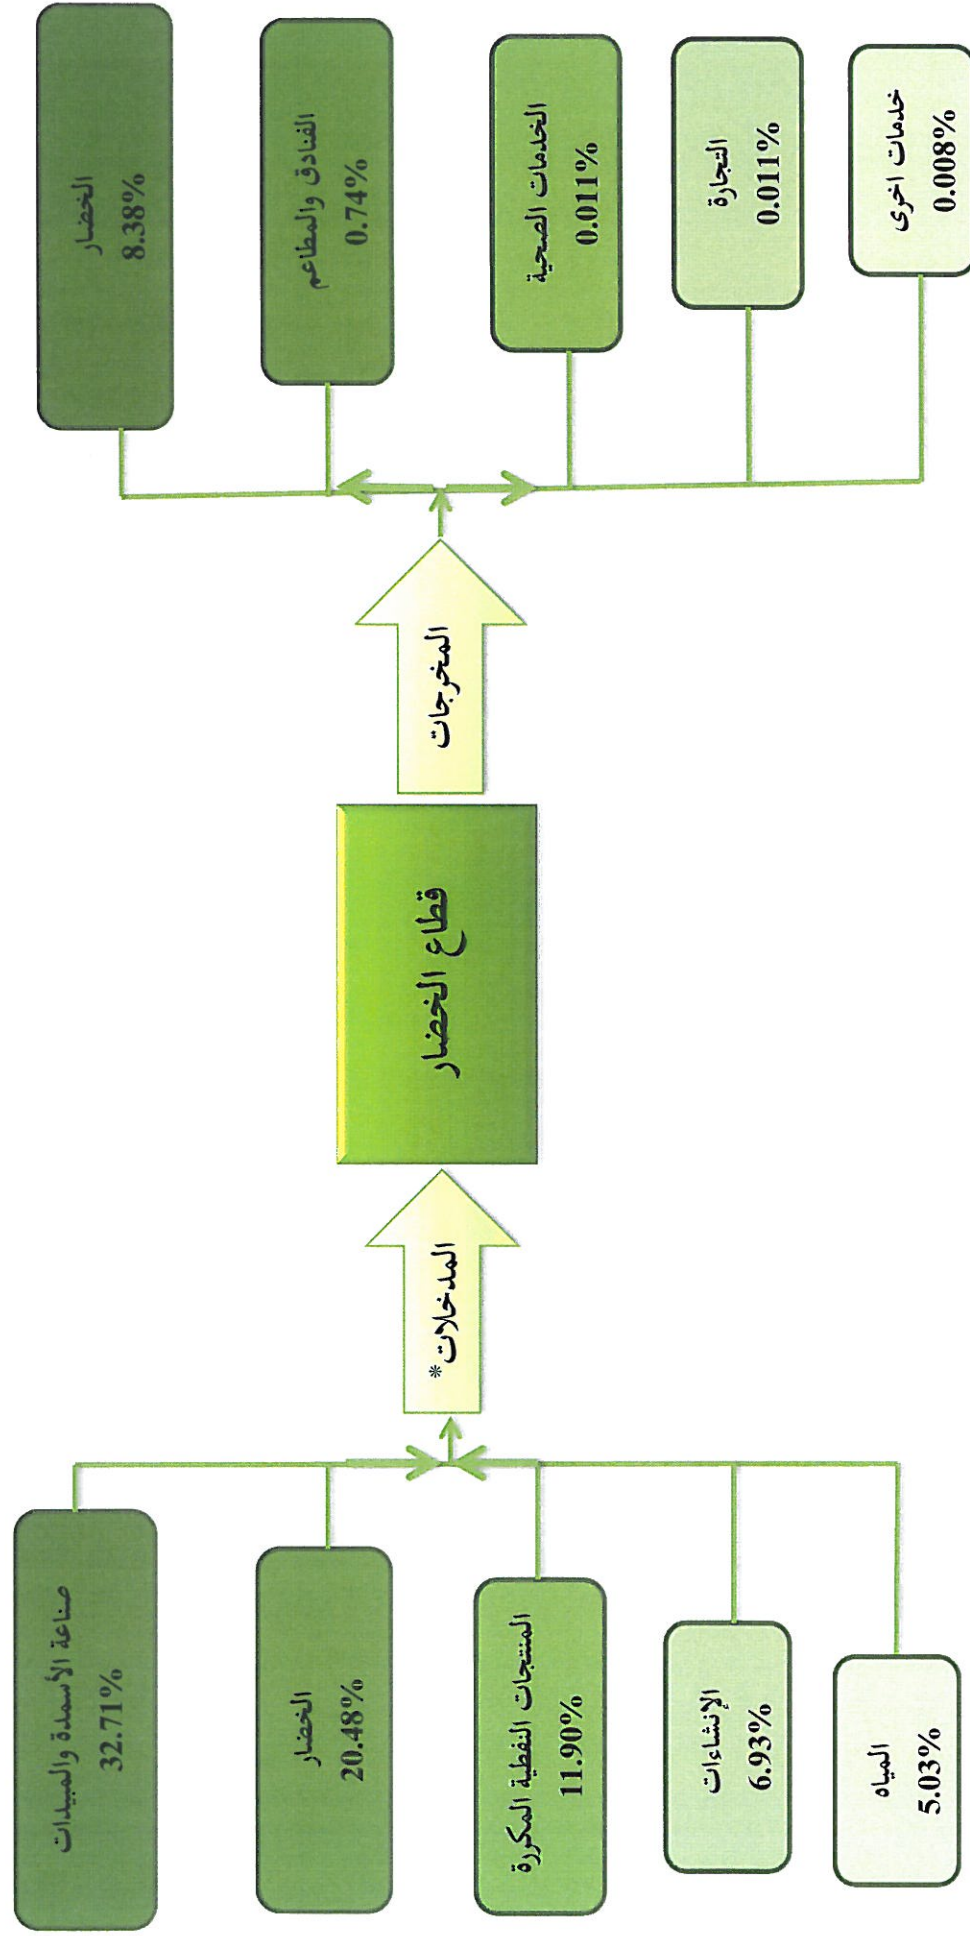 صناعة الأسمدة والمبيدات
32.71%
الخضار
20.48%
المنتجات النفطية المكررة
11.90%
الإنشاءات
6.93%
المياه
5.03%
المدخلات*
قطاع الخضار
المخرجات
الخضار
8.38%
الفنادق والمطاعم
0.74%
الخدمات الصحية
0.011%
التجارة
0.011%
خدمات اخرى
0.008%